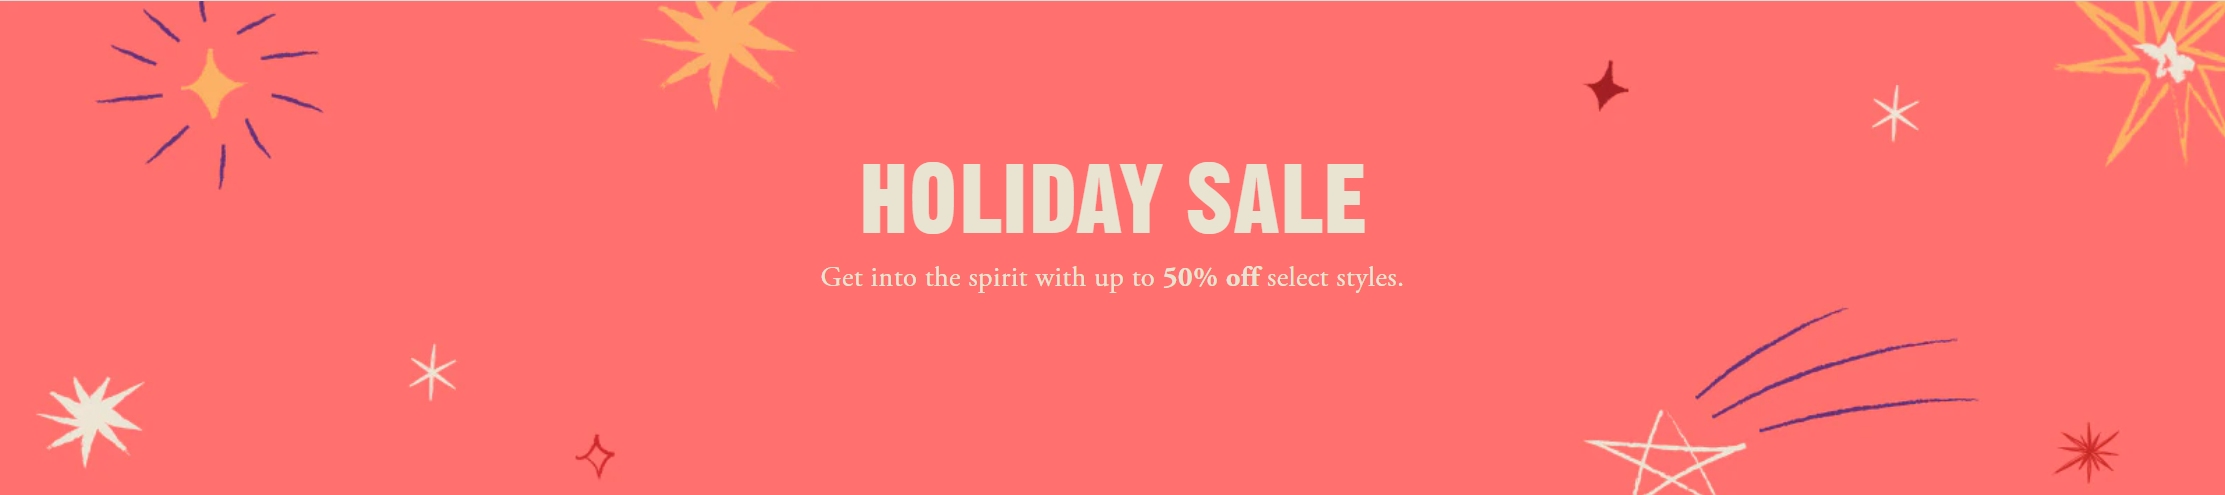 HOLIDAY SALE
Get into the spirit with up to 50% off select styles.